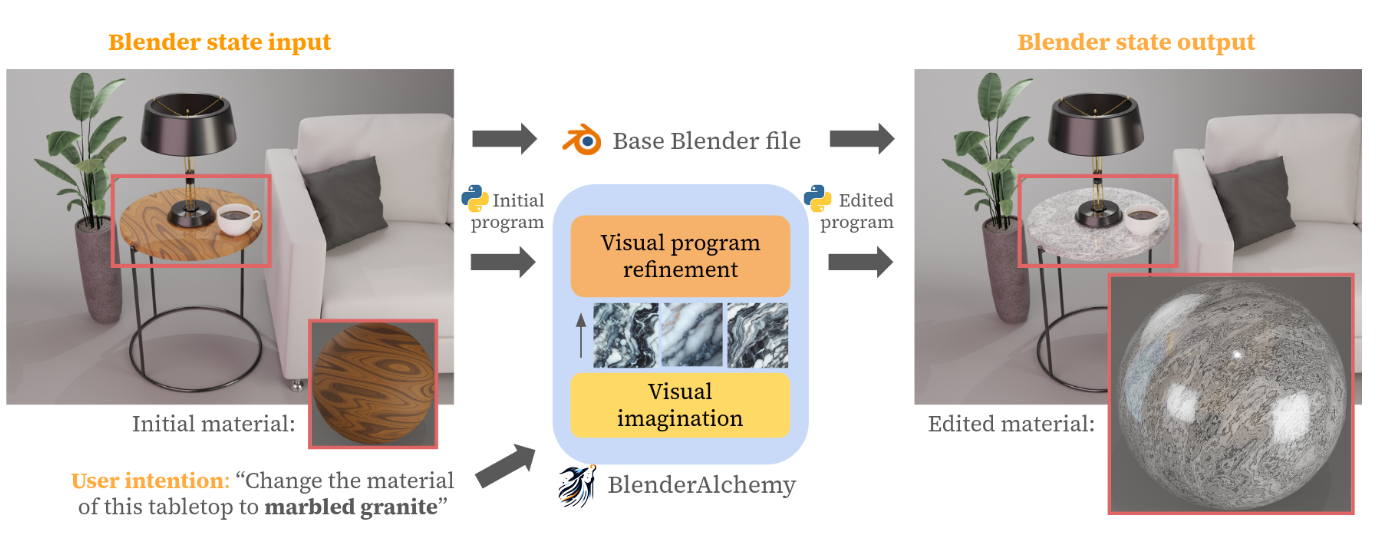 Blender state input
Blender state output
Base Blender file
Initial
program
Edited
program
Visual program
refinement
Visual
imagination
Initial material:
Edited material:
User intention: “Change the material
of this tabletop to marbled granite”
BlenderAlchemy